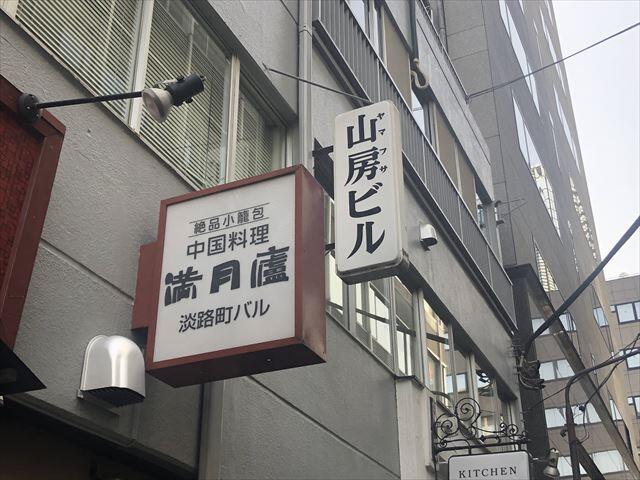 絶品小籠包
中国料理
満月廬
淡路町バル
山房ビル
ヤマフサ
KITCHEN